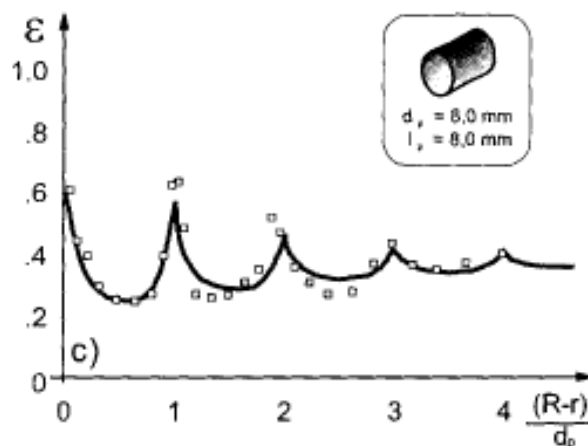 ε
1,0
.8
.6
.4
.2
0
c)
0 1 2 3 4
(R-r)
dₚ
dₚ = 8,0 mm
lₚ = 8,0 mm